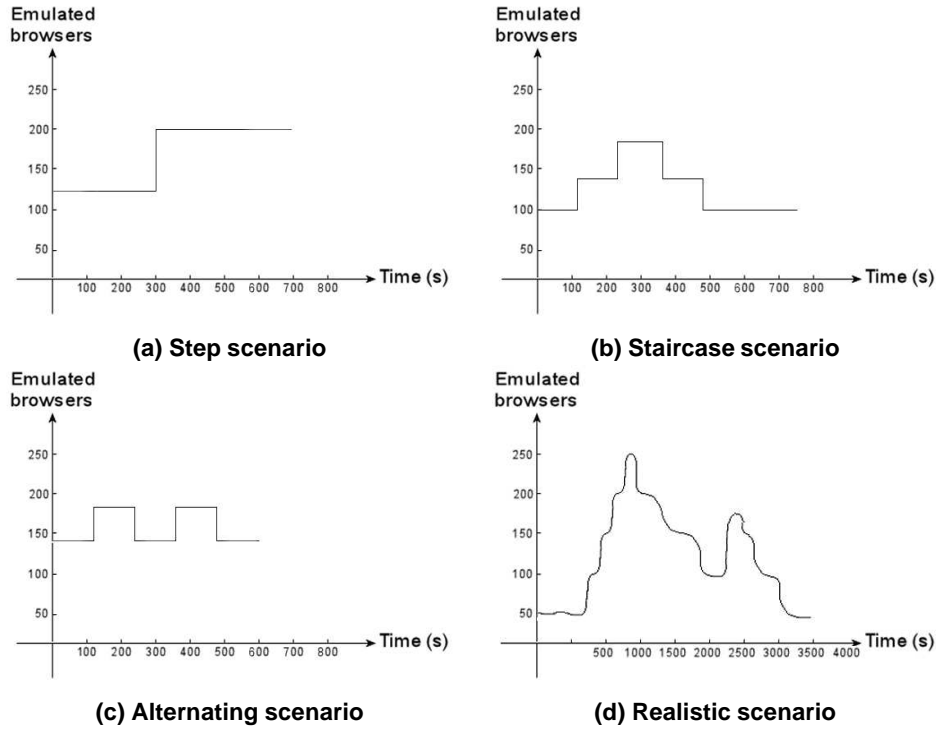 Emulated
browsers
250
200
150
100
50
100 200 300 400 500 600 700 800
Time (s)
(a) Step scenario
Emulated
browsers
250
200
150
100
50
100 200 300 400 500 600 700 800
Time (s)
(b) Staircase scenario
Emulated
browsers
250
200
150
100
50
100 200 300 400 500 600 700 800
Time (s)
(c) Alternating scenario
Emulated
browsers
250
200
150
100
50
500 1000 1500 2000 2500 3000 3500 4000
Time (s)
(d) Realistic scenario